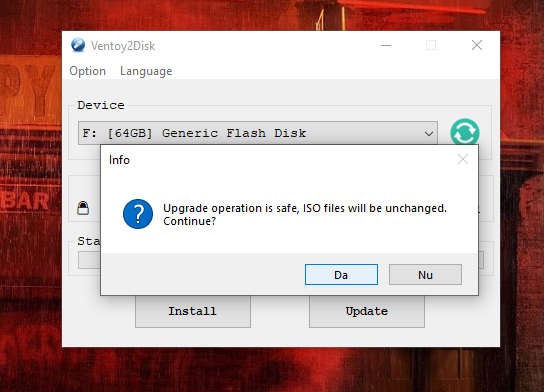 Ventoy2Disk
Option Language
Device
F: [64GB] Generic Flash Disk
Info
Upgrade operation is safe, ISO files will be unchanged.
Continue?
Sta
Da Nu
Install Update
BAR